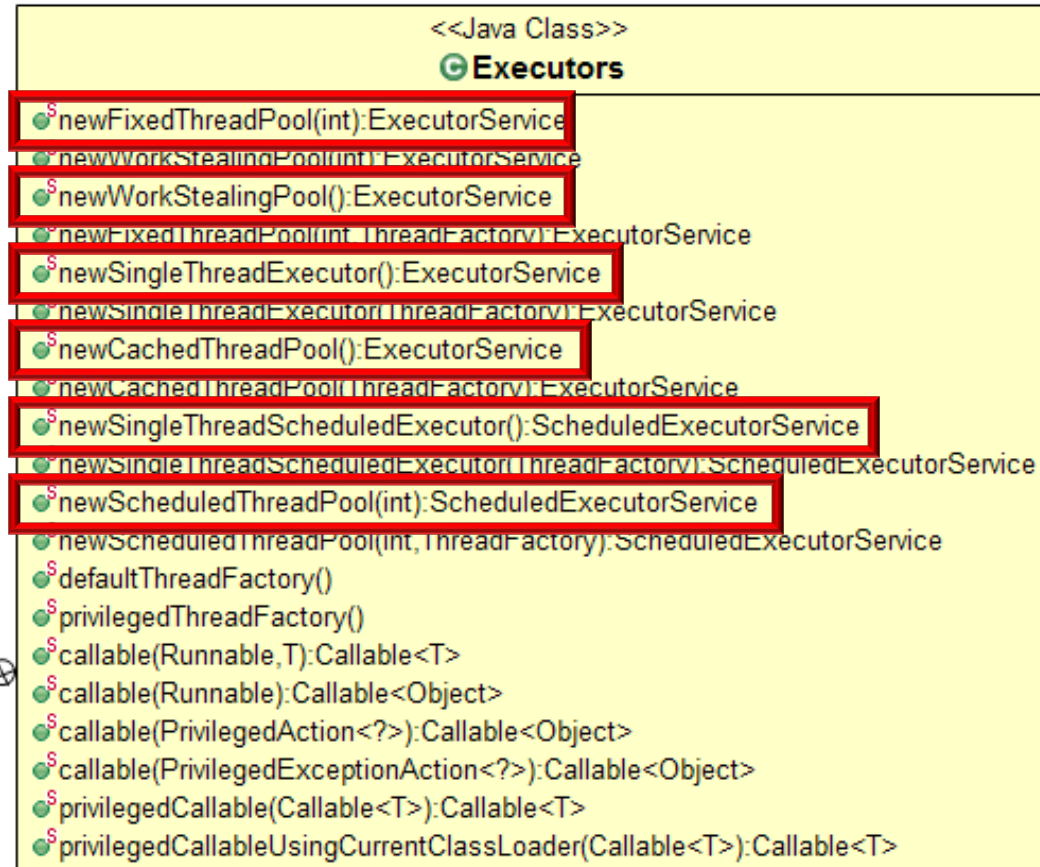 <<Java Class>>
Executors
newFixedThreadPool(int):ExecutorService
newWorkStealingPool(int):ExecutorService
newWorkStealingPool():ExecutorService
newFixedThreadPool(int,ThreadFactory):ExecutorService
newSingleThreadExecutor():ExecutorService
newSingleThreadExecutor(ThreadFactory):ExecutorService
newCachedThreadPool():ExecutorService
newCachedThreadPool(ThreadFactory):ExecutorService
newSingleThreadScheduledExecutor():ScheduledExecutorService
newSingleThreadScheduledExecutor(ThreadFactory):ScheduledExecutorService
newScheduledThreadPool(int):ScheduledExecutorService
newScheduledThreadPool(int,ThreadFactory):ScheduledExecutorService
defaultThreadFactory()
privilegedThreadFactory()
callable(Runnable,T):Callable<T>
callable(Runnable):Callable<Object>
callable(PrivilegedAction<?>):Callable<Object>
callable(PrivilegedExceptionAction<?>):Callable<Object>
privilegedCallable(Callable<T>):Callable<T>
privilegedCallableUsingCurrentClassLoader(Callable<T>):Callable<T>